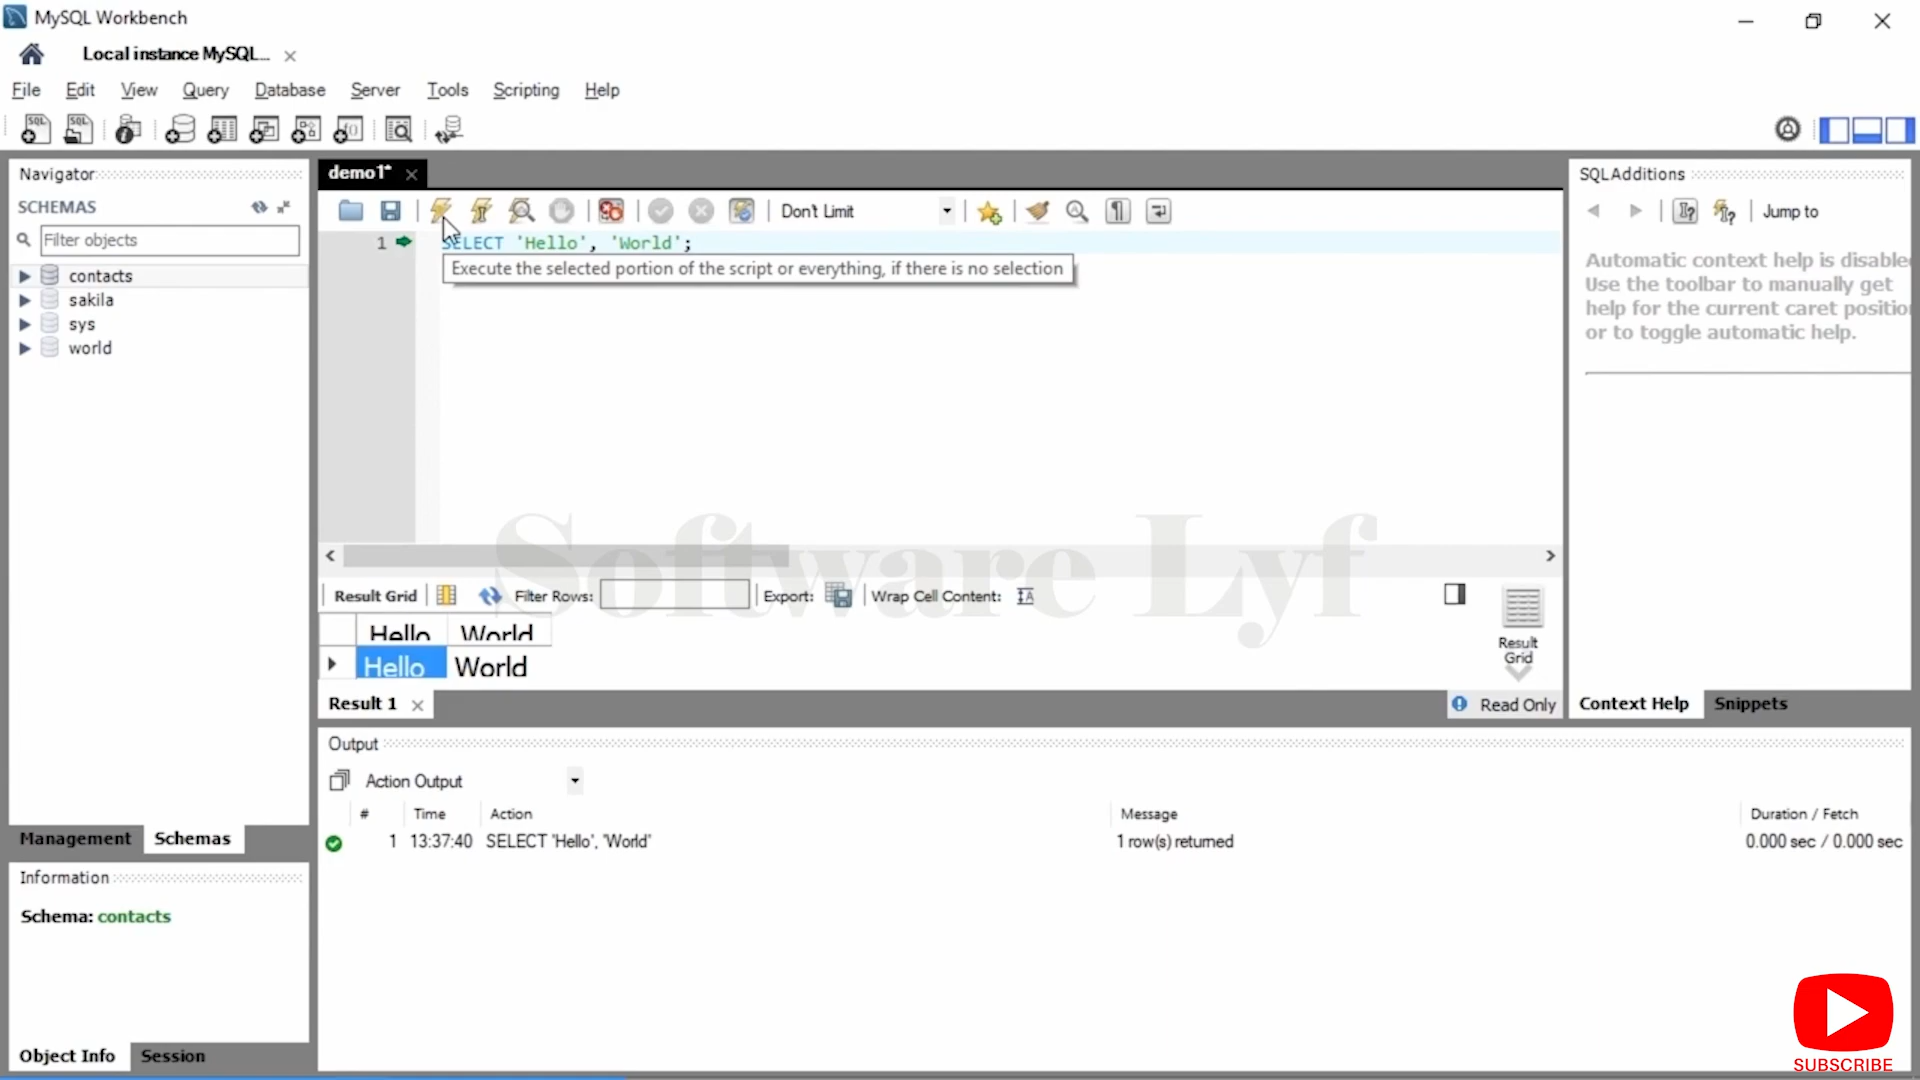 MySQL Workbench
Local instance MySQL...
File Edit View Query Database Server Tools Scripting Help
Navigator
SCHEMAS
Filter objects
contacts
sakila
sys
world
Management Schemas
Information
Schema: contacts
Object Info Session
demo1*
Don't Limit
1 SELECT 'Hello', 'World';
Execute the selected portion of the script or everything, if there is no selection
Software Lyf
Result Grid Filter Rows: Export: Wrap Cell Content:
Hello World
Hello World
Result
Grid
Result 1
Read Only
SQLAdditions
Jump to
Automatic context help is disable
Use the toolbar to manually get
help for the current caret positio
or to toggle automatic help.
Context Help Snippets
Output
Action Output
# Time Action Message Duration / Fetch
1 13:37:40 SELECT 'Hello', 'World' 1 row(s) returned 0.000 sec / 0.000 sec
SUBSCRIBE